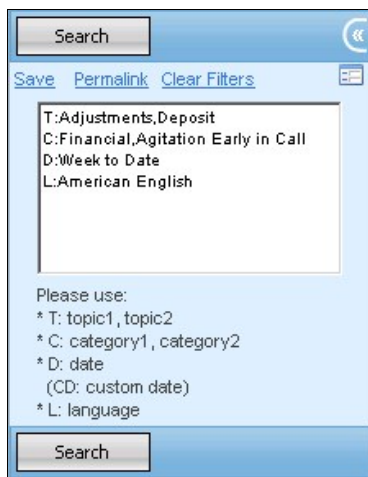 Search
Save Permalink Clear Filters
T:Adjustments,Deposit
C:Financial,Agitation Early in Call
D:Week to Date
L:American English
Please use:
* T: topic1, topic2
* C: category1, category2
* D: date
(CD: custom date)
* L: language
Search